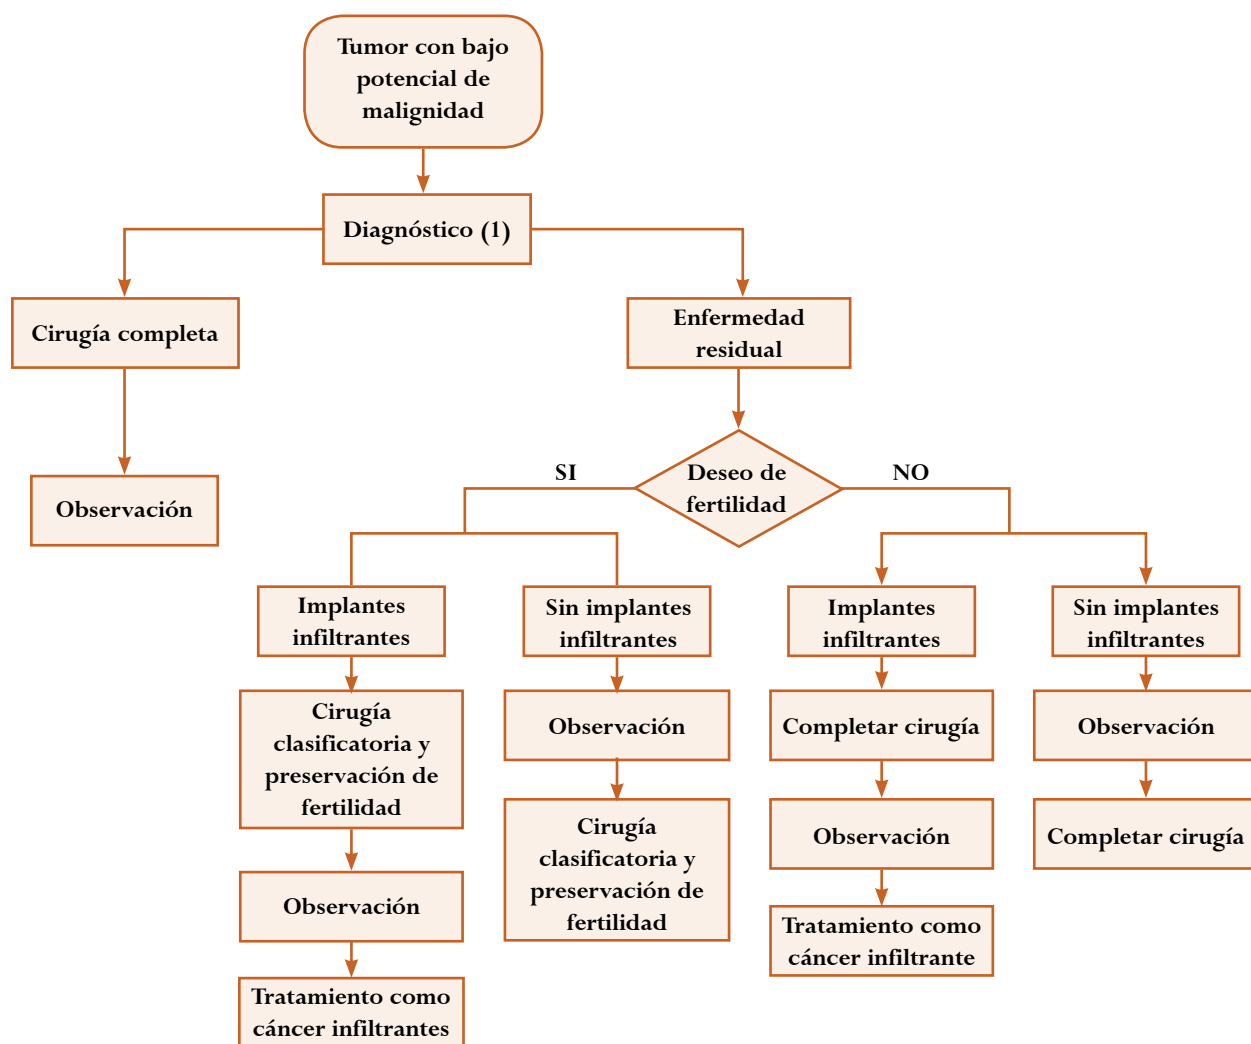 Tumor con bajo
potencial de
malignidad
Diagnóstico (1)
Cirugía completa
Enfermedad
residual
Observación
SI
Deseo de
fertilidad
NO
Implantes
infiltrantes
Sin implantes
infiltrantes
Implantes
infiltrantes
Sin implantes
infiltrantes
Cirugía
clasificatoria y
preservación de
fertilidad
Observación
Completar cirugía
Observación
Cirugía
clasificatoria y
preservación de
fertilidad
Observación
Completar cirugía
Observación
Tratamiento como
cáncer infiltrante
Tratamiento como
cáncer infiltrantes